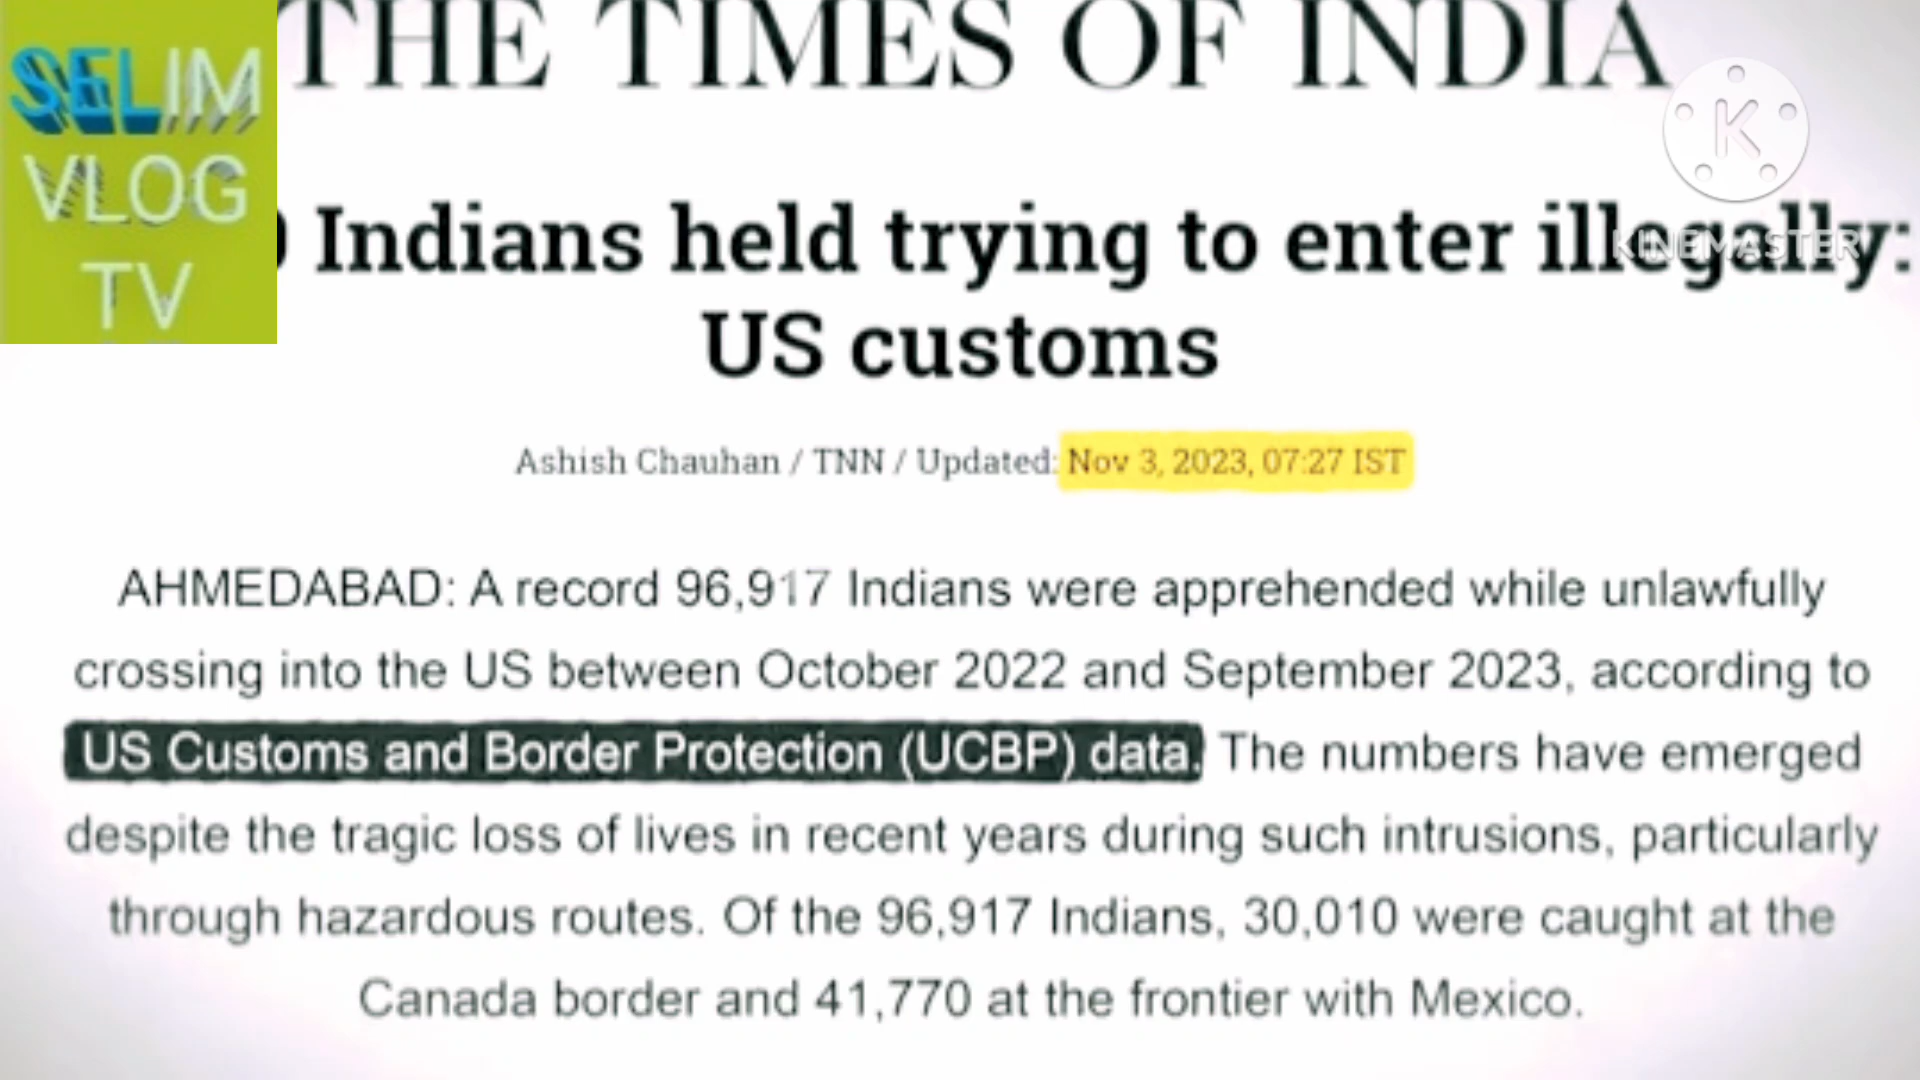 THE TIMES OF INDIA
SELIM
VLOG
TV
K
Indians held trying to enter illegally:
KINEMASTER
US customs
Ashish Chauhan / TNN / Updated: Nov 3, 2023, 07:27 IST
AHMEDABAD: A record 96,917 Indians were apprehended while unlawfully
crossing into the US between October 2022 and September 2023, according to
US Customs and Border Protection (UCBP) data. The numbers have emerged
despite the tragic loss of lives in recent years during such intrusions, particularly
through hazardous routes. Of the 96,917 Indians, 30,010 were caught at the
Canada border and 41,770 at the frontier with Mexico.